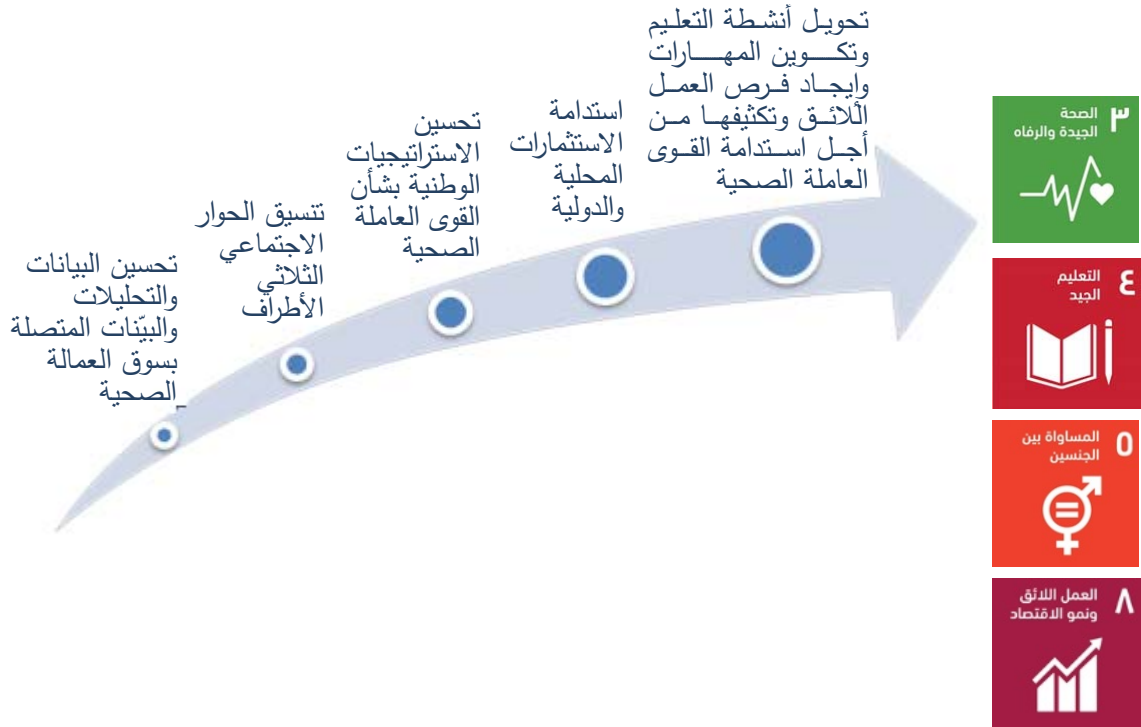 تحسين البيانات
والتحليلات
والبيّنات المتصلة
بسوق العمالة
الصحية
تنسيق الحوار
الاجتماعي
الثلاثي
الأطراف
تحسين
الاستراتيجيات
الوطنية بشأن
القوى العاملة
الصحية
استدامة
الاستثمارات
المحلية
والدولية
تحويل أنشطة التعليم
وتكوين المهارات
وإيجاد فرص العمل
اللائق وتكثيفها من
أجل استدامة القوى
العاملة الصحية
٣ الصحة
الجيدة والرفاه
٤ التعليم
الجيد
٥ المساواة بين
الجنسين
٨ العمل اللائق
ونمو الاقتصاد